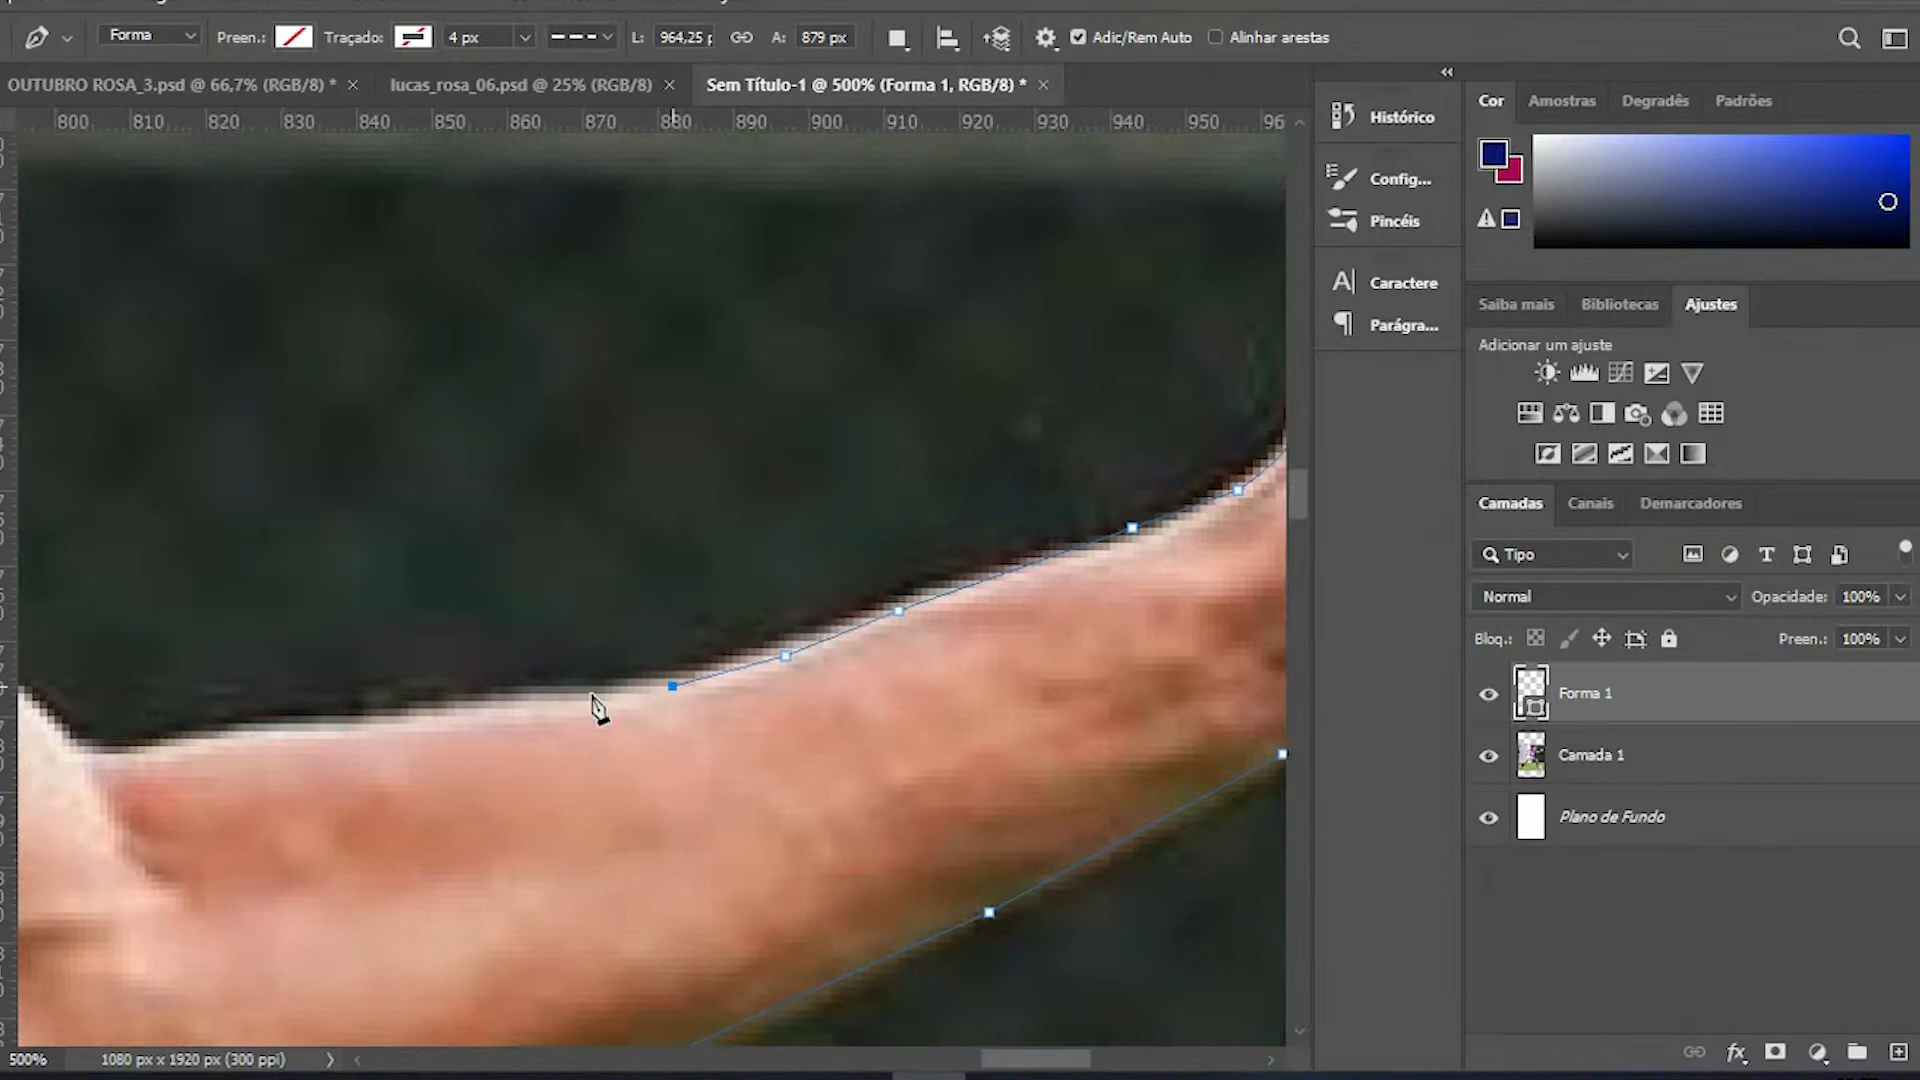 Forma Preen.: Traçado: 4 px L: 964,25 p A: 879 px Adic/Rem Auto Alinhar arestas
OUTUBRO ROSA_3.psd @ 66,7% (RGB/8) * lucas_rosa_06.psd @ 25% (RGB/8) Sem Título-1 @ 500% (Forma 1, RGB/8) *
800 810 820 830 840 850 860 870 880 890 900 910 920 930 940 950 96
Histórico
Config...
Pincéis
Caractere
Parágra...
Cor Amostras Degradês Padrões
Saiba mais Bibliotecas Ajustes
Adicionar um ajuste
Camadas Canais Demarcadores
Tipo
Normal Opacidade: 100%
Bloq.: Preen.: 100%
Forma 1
Camada 1
Plano de Fundo
500% 1080 px x 1920 px (300 ppi)